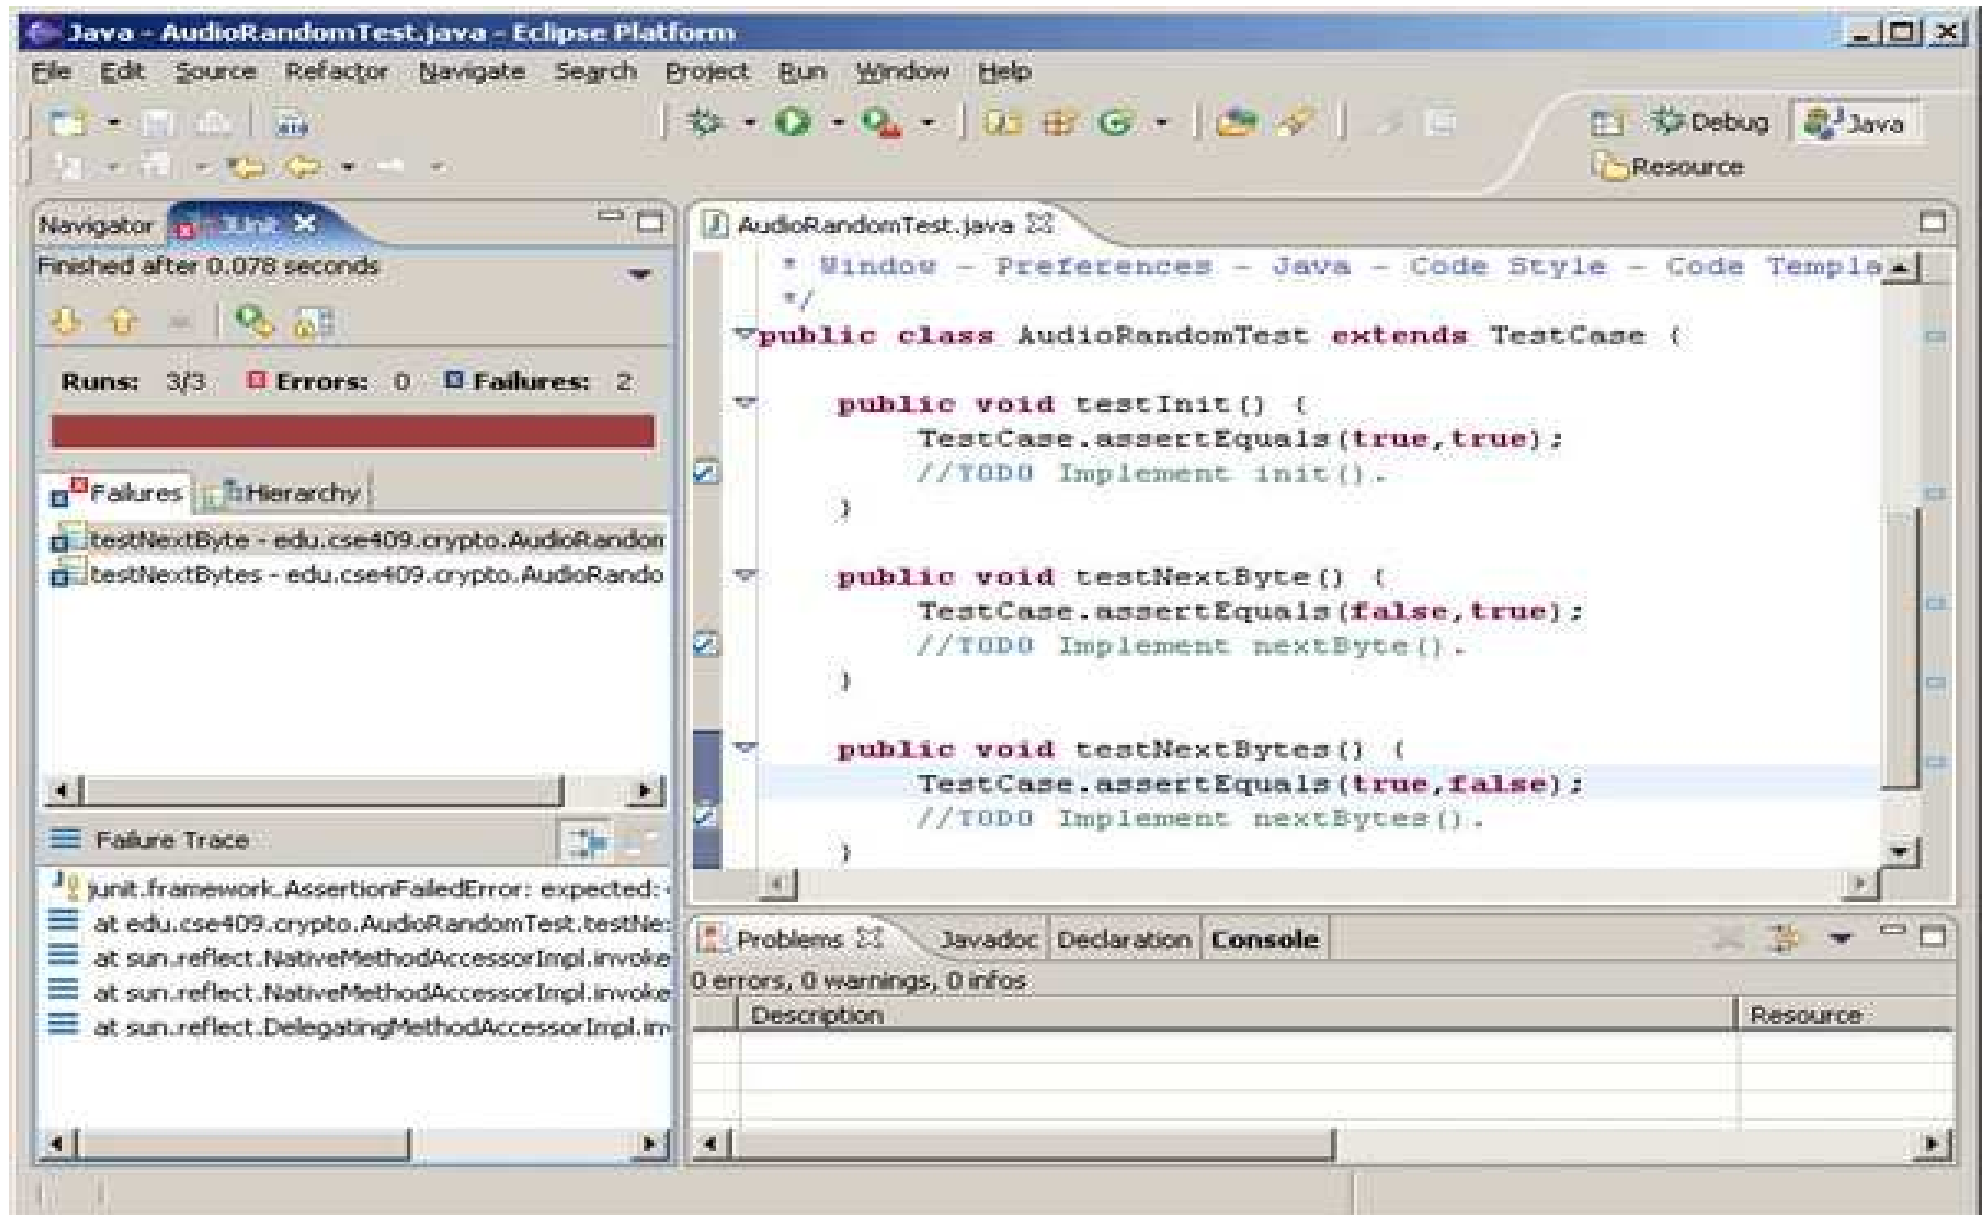 Java - AudioRandomTest.java - Eclipse Platform
File Edit Source Refactor Navigate Search Project Run Window Help
Debug Java
Resource
Navigator JUnit
Finished after 0.078 seconds
Runs: 3/3 Errors: 0 Failures: 2
Failures Hierarchy
testNextByte - edu.cse409.crypto.AudioRandom
testNextBytes - edu.cse409.crypto.AudioRando
Failure Trace
junit.framework.AssertionFailedError: expected:
at edu.cse409.crypto.AudioRandomTest.testNe
at sun.reflect.NativeMethodAccessorImpl.invoke
at sun.reflect.NativeMethodAccessorImpl.invoke
at sun.reflect.DelegatingMethodAccessorImpl.in
AudioRandomTest.java
* Window - Preferences - Java - Code Style - Code Templa
*/
public class AudioRandomTest extends TestCase {
public void testInit() {
TestCase.assertEquals(true,true);
//TODO Implement init().
}
public void testNextByte() {
TestCase.assertEquals(false,true);
//TODO Implement nextByte().
}
public void testNextBytes() {
TestCase.assertEquals(true,false);
//TODO Implement nextBytes().
}
Problems Javadoc Declaration Console
0 errors, 0 warnings, 0 infos
Description Resource